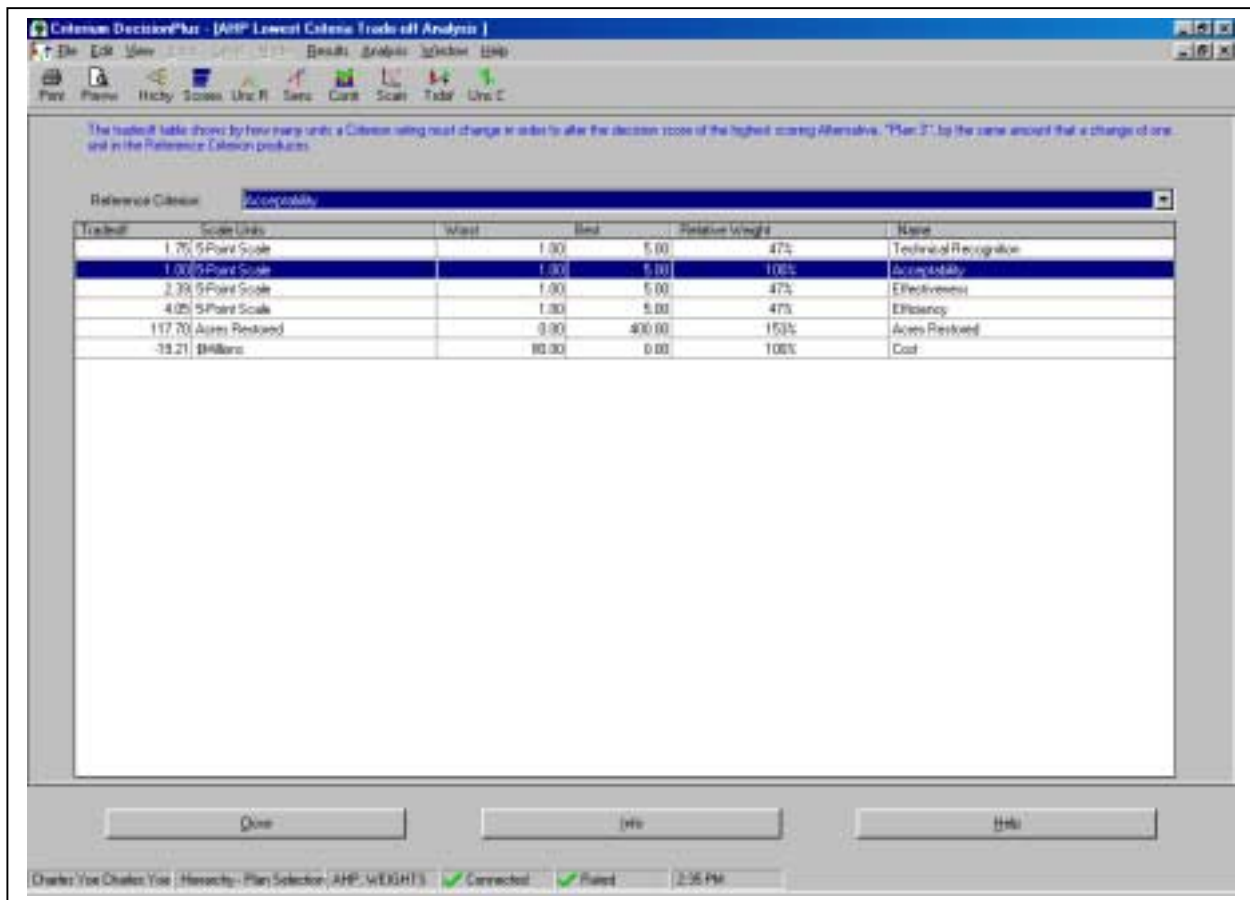 Criterium DecisionPlus - [AHP Lowest Criteria Trade-off Analysis ]
File Edit View Results Analysis Window Help
Print Preview Hrchy Scores Unc R Sens Contr Scatr Trdof Unc C
The tradeoff table shows by how many units a Criterion rating must change in order to alter the decision score of the highest scoring Alternative, "Plan 3", by the same amount that a change of one
unit in the Reference Criterion produces.
Reference Criterion: Acceptability
Tradeoff Scale Units Worst Best Relative Weight Name
1.75 5-Point Scale 1.00 5.00 47% Technical Recognition
1.00 5-Point Scale 1.00 5.00 100% Acceptability
2.39 5-Point Scale 1.00 5.00 47% Effectiveness
4.05 5-Point Scale 1.00 5.00 47% Efficiency
117.70 Acres Restored 0.00 400.00 153% Acres Restored
-19.21 $Millions 80.00 0.00 100% Cost
Close Info Help
Charles Yoe Charles Yoe Hierarchy - Plan Selection AHP, WEIGHTS Connected Rated 2:35 PM